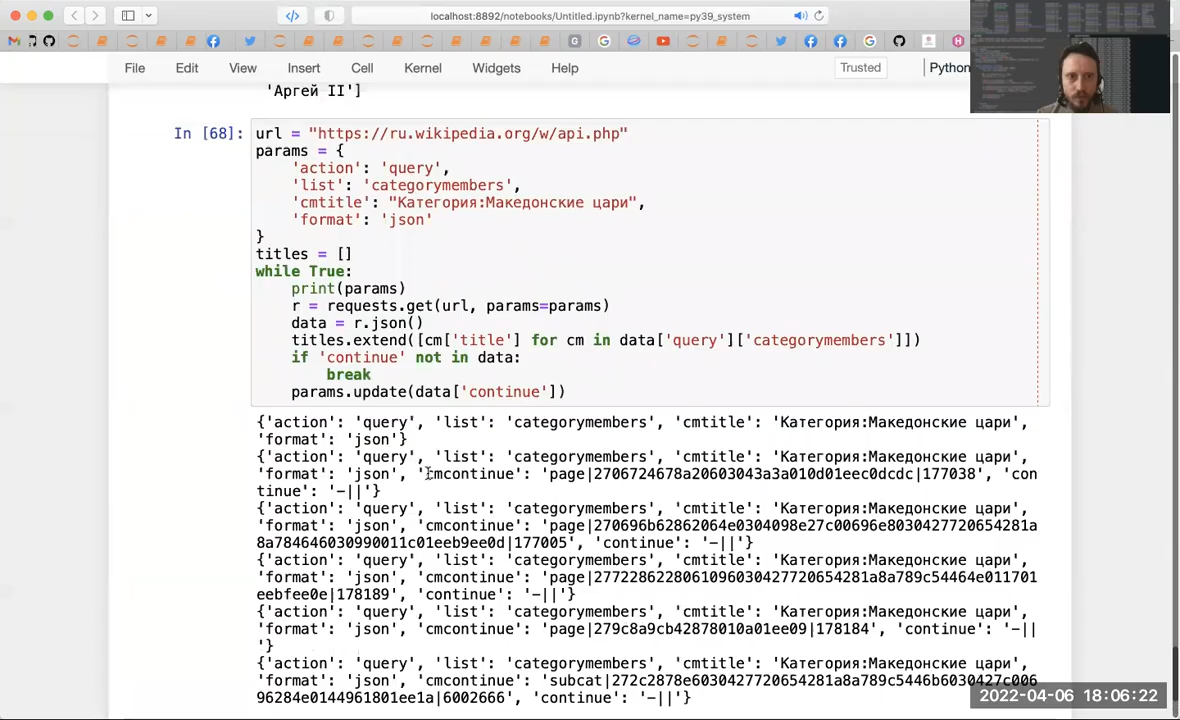 localhost:8892/notebooks/Untitled.ipynb?kernel_name=py39_system
File Edit View Insert Cell Kernel Widgets Help Trusted Python
'Аргей II']
In [68]:
url = "https://ru.wikipedia.org/w/api.php"
params = {
'action': 'query',
'list': 'categorymembers',
'cmtitle': "Категория:Македонские цари",
'format': 'json'
}
titles = []
while True:
print(params)
r = requests.get(url, params=params)
data = r.json()
titles.extend([cm['title'] for cm in data['query']['categorymembers']])
if 'continue' not in data:
break
params.update(data['continue'])
{'action': 'query', 'list': 'categorymembers', 'cmtitle': 'Категория:Македонские цари',
'format': 'json'}
{'action': 'query', 'list': 'categorymembers', 'cmtitle': 'Категория:Македонские цари',
'format': 'json', 'cmcontinue': 'page|2706724678a20603043a3a010d01eec0dcdc|177038', 'con
tinue': '-||'}
{'action': 'query', 'list': 'categorymembers', 'cmtitle': 'Категория:Македонские цари',
'format': 'json', 'cmcontinue': 'page|270696b62862064e0304098e27c00696e8030427720654281a
8a784646030990011c01eeb9ee0d|177005', 'continue': '-||'}
{'action': 'query', 'list': 'categorymembers', 'cmtitle': 'Категория:Македонские цари',
'format': 'json', 'cmcontinue': 'page|2772286228061096030427720654281a8a789c54464e011701
eebfee0e|178189', 'continue': '-||'}
{'action': 'query', 'list': 'categorymembers', 'cmtitle': 'Категория:Македонские цари',
'format': 'json', 'cmcontinue': 'page|279c8a9cb42878010a01ee09|178184', 'continue': '-||
'}
{'action': 'query', 'list': 'categorymembers', 'cmtitle': 'Категория:Македонские цари',
'format': 'json', 'cmcontinue': 'subcat|272c2878e6030427720654281a8a789c5446b6030427c006
96284e0144961801ee1a|6002666', 'continue': '-||'}
2022-04-06 18:06:22